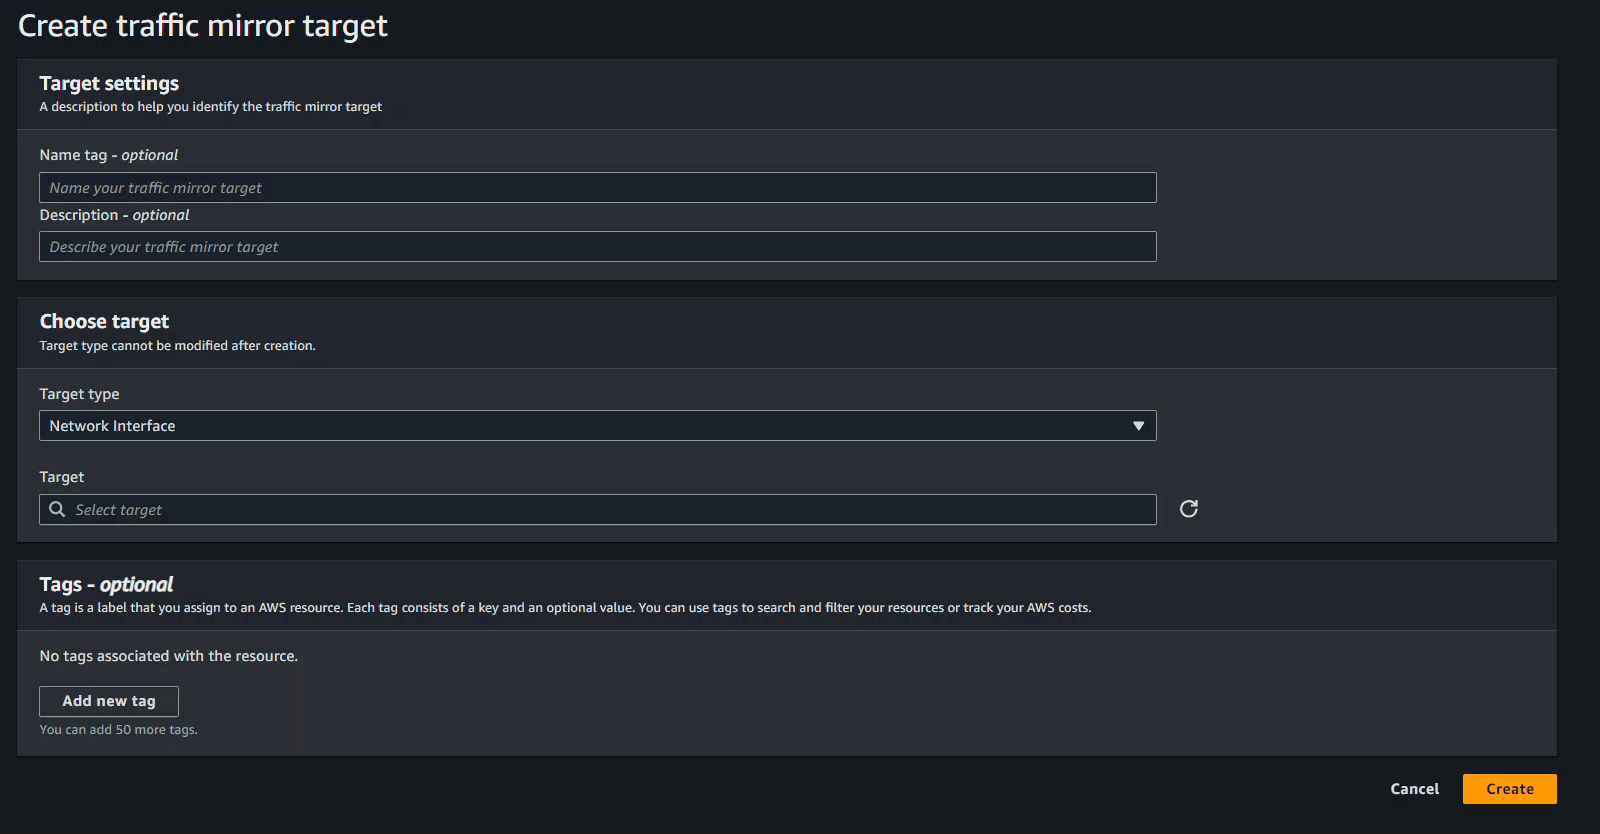 Create traffic mirror target
Target settings
A description to help you identify the traffic mirror target
Name tag - optional
Name your traffic mirror target
Description - optional
Describe your traffic mirror target
Choose target
Target type cannot be modified after creation.
Target type
Network Interface
Target
Select target
Tags - optional
A tag is a label that you assign to an AWS resource. Each tag consists of a key and an optional value. You can use tags to search and filter your resources or track your AWS costs.
No tags associated with the resource.
Add new tag
You can add 50 more tags.
Cancel Create